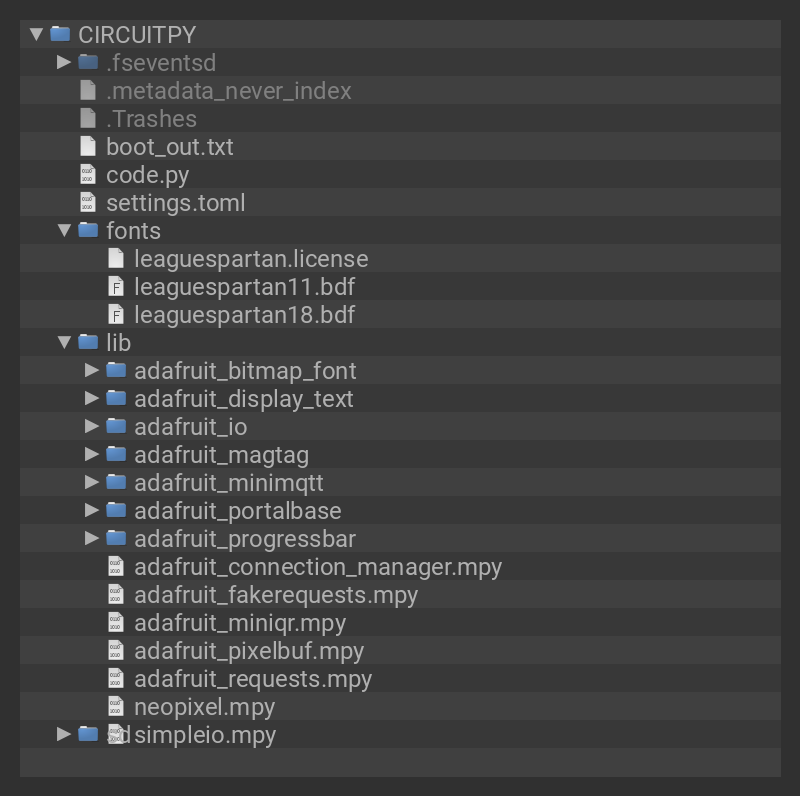 CIRCUITPY
.fseventsd
.metadata_never_index
.Trashes
boot_out.txt
code.py
settings.toml
fonts
leaguespartan.license
leaguespartan11.bdf
leaguespartan18.bdf
lib
adafruit_bitmap_font
adafruit_display_text
adafruit_io
adafruit_magtag
adafruit_minimqtt
adafruit_portalbase
adafruit_progressbar
adafruit_connection_manager.mpy
adafruit_fakerequests.mpy
adafruit_miniqr.mpy
adafruit_pixelbuf.mpy
adafruit_requests.mpy
neopixel.mpy
sd simpleio.mpy